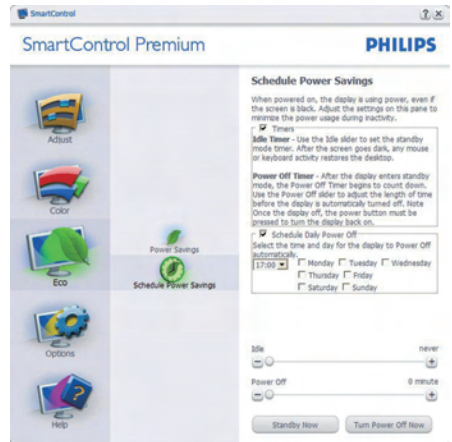 SmartControl
SmartControl Premium
PHILIPS
Adjust
Color
Eco
Options
Help
Power Savings
Schedule Power Savings
Schedule Power Savings
When powered on, the display is using power, even if
the screen is black. Adjust the settings on this pane to
minimize the power usage during inactivity.
Timers
Idle Timer - Use the Idle slider to set the standby
mode timer. After the screen goes dark, any mouse
or keyboard activity restores the desktop.
Power Off Timer - After the display enters standby
mode, the Power Off Timer begins to count down.
Use the Power Off slider to adjust the length of time
before the display is automatically turned off. Note
Once the display off, the power button must be
pressed to turn the display back on.
Schedule Daily Power Off
Select the time and day for the display to Power Off
automatically.
17:00 Monday Tuesday Wednesday
Thursday Friday
Saturday Sunday
Idle never
Power Off 0 minute
Standby Now Turn Power Off Now